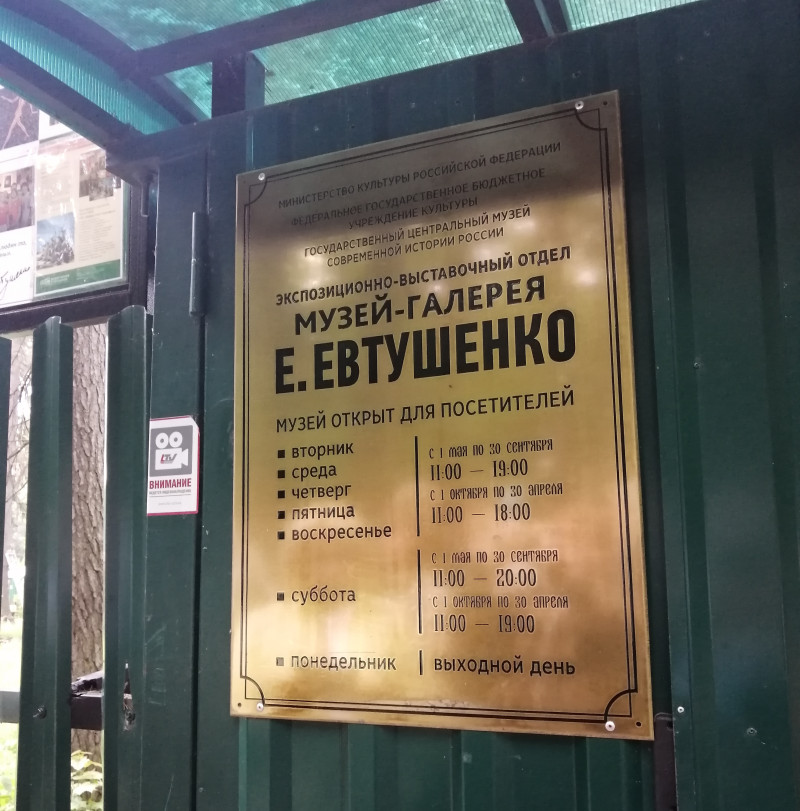 МИНИСТЕРСТВО КУЛЬТУРЫ РОССИЙСКОЙ ФЕДЕРАЦИИ
ФЕДЕРАЛЬНОЕ ГОСУДАРСТВЕННОЕ БЮДЖЕТНОЕ
УЧРЕЖДЕНИЕ КУЛЬТУРЫ
ГОСУДАРСТВЕННЫЙ ЦЕНТРАЛЬНЫЙ МУЗЕЙ
СОВРЕМЕННОЙ ИСТОРИИ РОССИИ
ЭКСПОЗИЦИОННО-ВЫСТАВОЧНЫЙ ОТДЕЛ
МУЗЕЙ-ГАЛЕРЕЯ
Е. ЕВТУШЕНКО
МУЗЕЙ ОТКРЫТ ДЛЯ ПОСЕТИТЕЛЕЙ
вторник
среда
четверг
пятница
воскресенье
С 1 МАЯ ПО 30 СЕНТЯБРЯ
11:00 — 19:00
С 1 ОКТЯБРЯ ПО 30 АПРЕЛЯ
11:00 — 18:00
суббота
С 1 МАЯ ПО 30 СЕНТЯБРЯ
11:00 — 20:00
С 1 ОКТЯБРЯ ПО 30 АПРЕЛЯ
11:00 — 19:00
понедельник
ВЫХОДНОЙ ДЕНЬ
LTV
ВНИМАНИЕ